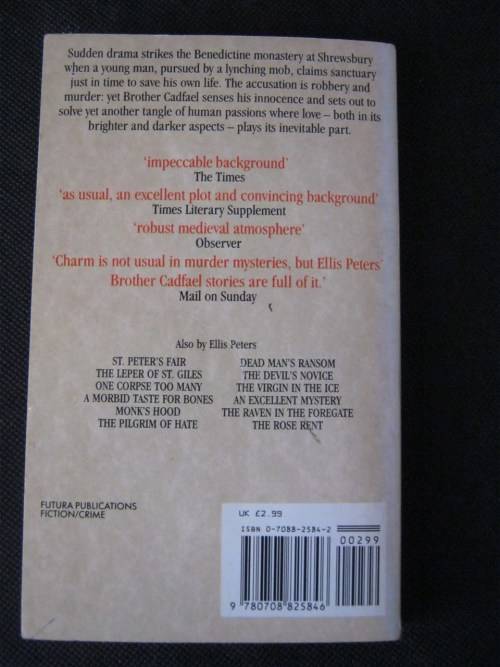 Sudden drama strikes the Benedictine monastery at Shrewsbury
when a young man, pursued by a lynching mob, claims sanctuary
just in time to save his own life. The accusation is robbery and
murder: yet Brother Cadfael senses his innocence and sets out to
solve yet another tangle of human passions where love – both in its
brighter and darker aspects – plays its inevitable part.
'impeccable background'
The Times
'as usual, an excellent plot and convincing background'
Times Literary Supplement
'robust medieval atmosphere'
Observer
'Charm is not usual in murder mysteries, but Ellis Peters'
Brother Cadfael stories are full of it.'
Mail on Sunday
Also by Ellis Peters
ST. PETER'S FAIR
THE LEPER OF ST. GILES
ONE CORPSE TOO MANY
A MORBID TASTE FOR BONES
MONK'S HOOD
THE PILGRIM OF HATE
DEAD MAN'S RANSOM
THE DEVIL'S NOVICE
THE VIRGIN IN THE ICE
AN EXCELLENT MYSTERY
THE RAVEN IN THE FOREGATE
THE ROSE RENT
FUTURA PUBLICATIONS
FICTION/CRIME
UK £2.99
ISBN 0-7088-2584-2
00299
9 780708 825846